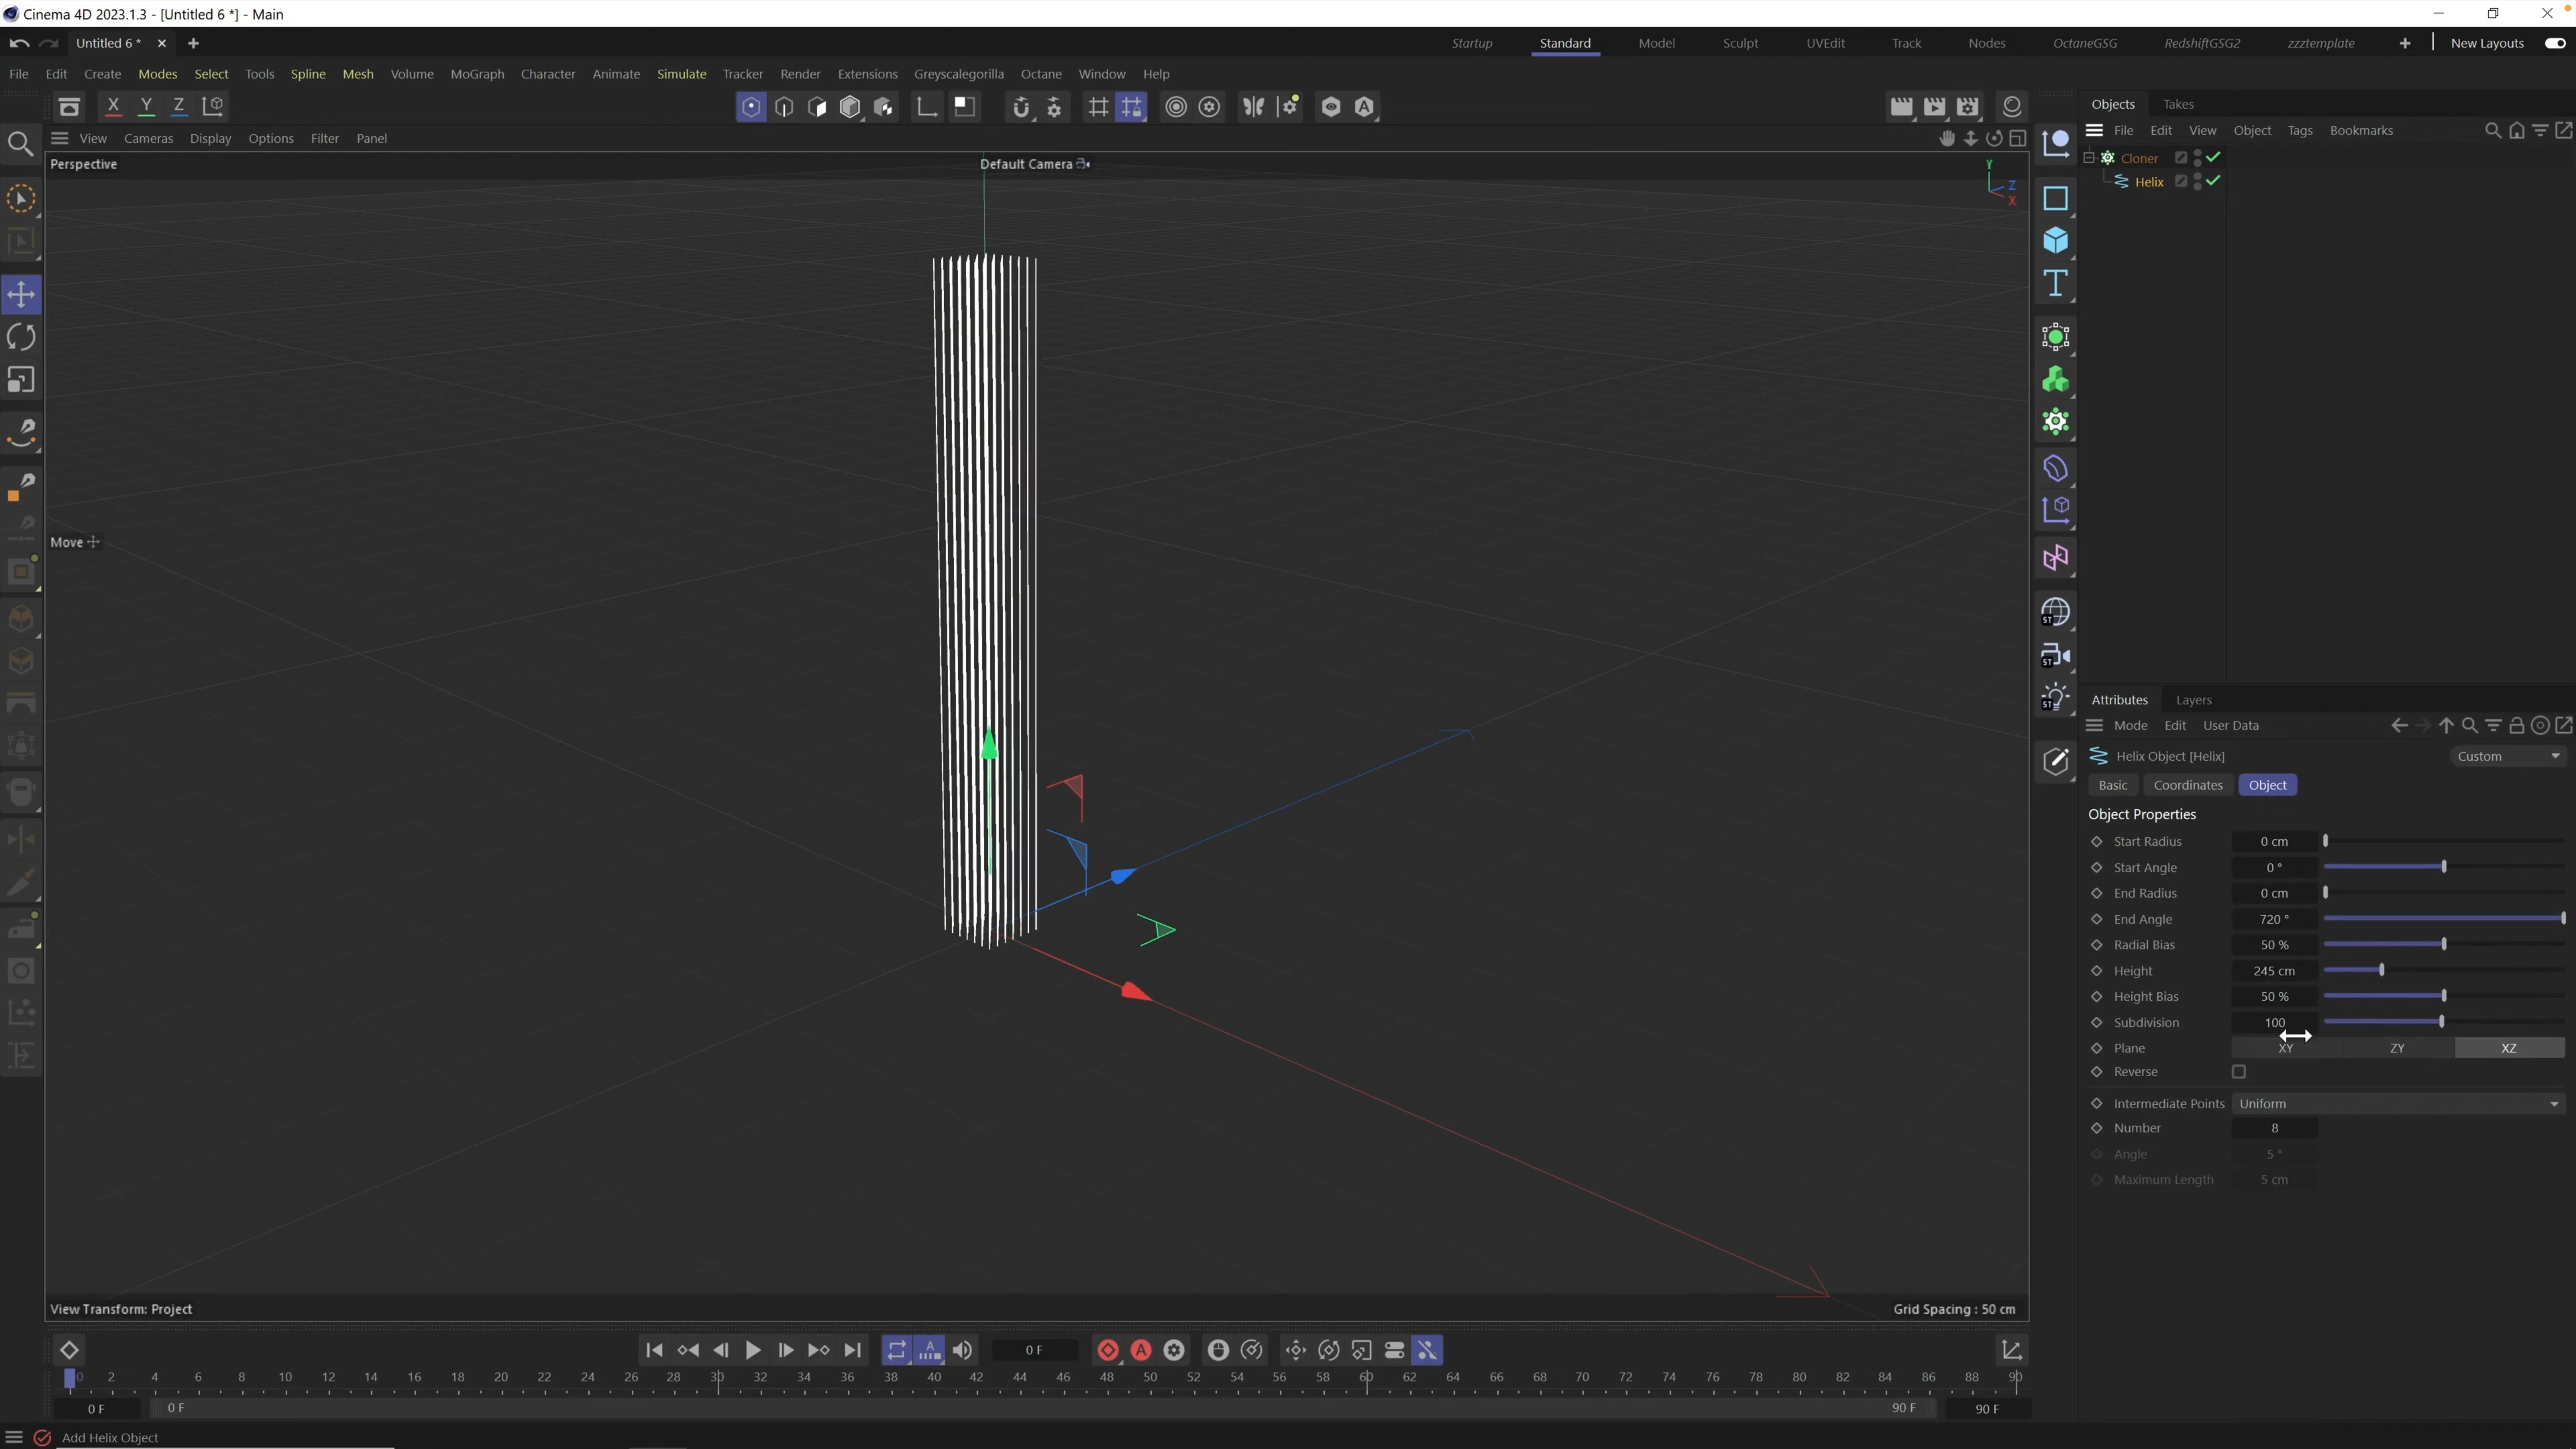 Cinema 4D 2023.1.3 - [Untitled 6 *] - Main
Untitled 6 *
Startup Standard Model Sculpt UVEdit Track Nodes OctaneGSG RedshiftGSG2 zzztemplate New Layouts
File Edit Create Modes Select Tools Spline Mesh Volume MoGraph Character Animate Simulate Tracker Render Extensions Greyscalegorilla Octane Window Help
X Y Z
Objects Takes
File Edit View Object Tags Bookmarks
View Cameras Display Options Filter Panel
Perspective
Default Camera
Y
Z
X
Cloner
Helix
Move
Attributes Layers
Mode Edit User Data
Helix Object [Helix]
Custom
Basic Coordinates Object
Object Properties
Start Radius 0 cm
Start Angle 0 °
End Radius 0 cm
End Angle 720 °
Radial Bias 50 %
Height 245 cm
Height Bias 50 %
Subdivision 100
Plane XY ZY XZ
Reverse
Intermediate Points Uniform
Number 8
Angle 5 °
Maximum Length 5 cm
View Transform: Project
Grid Spacing : 50 cm
0 F
0 2 4 6 8 10 12 14 16 18 20 22 24 26 28 30 32 34 36 38 40 42 44 46 48 50 52 54 56 58 60 62 64 66 68 70 72 74 76 78 80 82 84 86 88 90
0 F 0 F 90 F 90 F
Add Helix Object